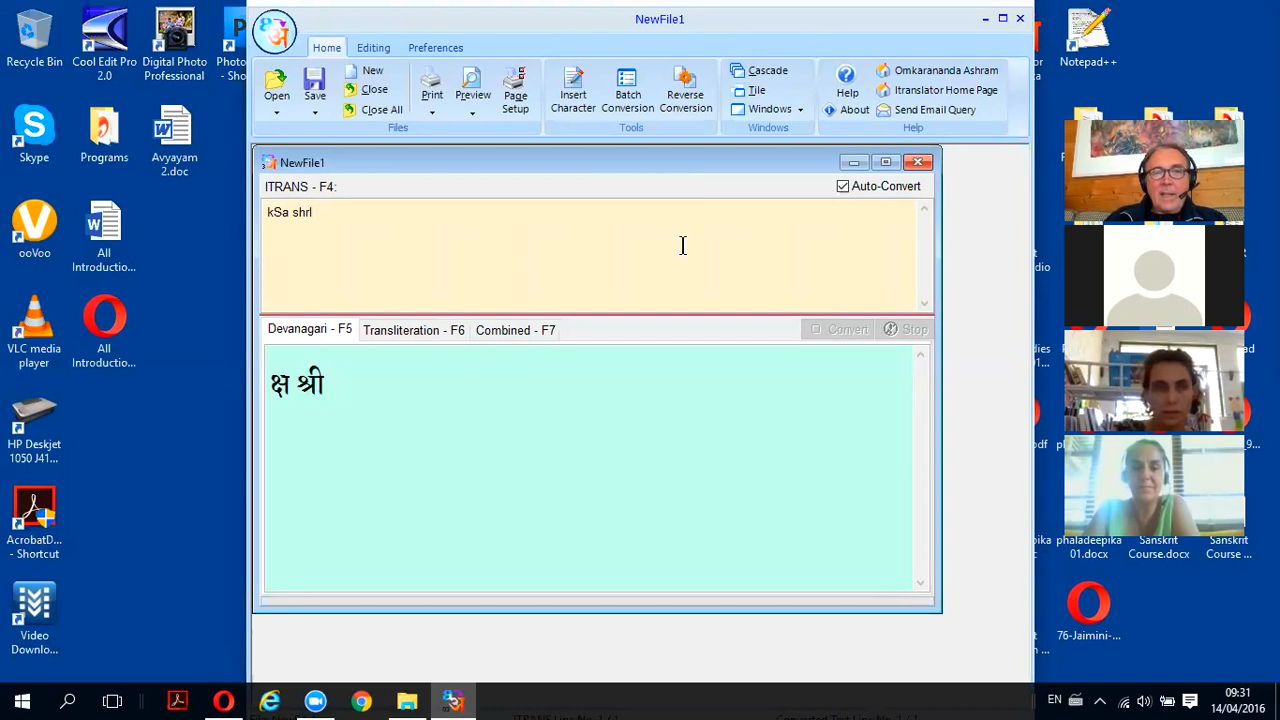 NewFile1
Recycle Bin
Cool Edit Pro
2.0
Digital Photo
Professional
Notepad++
Home
Editing
Preferences
Open
Save
New
Close
Close All
Print
Preview
Page
Setup
Files
Insert
Character
Batch
Conversion
Reverse
Conversion
Tools
Cascade
Tile
Windows
Windows
Help
About
Omkarananda Ashram
Itranslator Home Page
Send Email Query
Help
Skype
Programs
Avyayam
2.doc
NewFile1
ITRANS - F4:
Auto-Convert
kSa shrI
ooVoo
All
Introductio...
Devanagari - F5
Transliteration - F6
Combined - F7
Convert
Stop
क्ष श्री
VLC media
player
All
Introductio...
HP Deskjet
1050 J41...
AcrobatD...
- Shortcut
01.docx
Sanskrit
Course.docx
Sanskrit
Course ...
Video
Downlo...
76-Jaimini-...
EN
09:31
14/04/2016